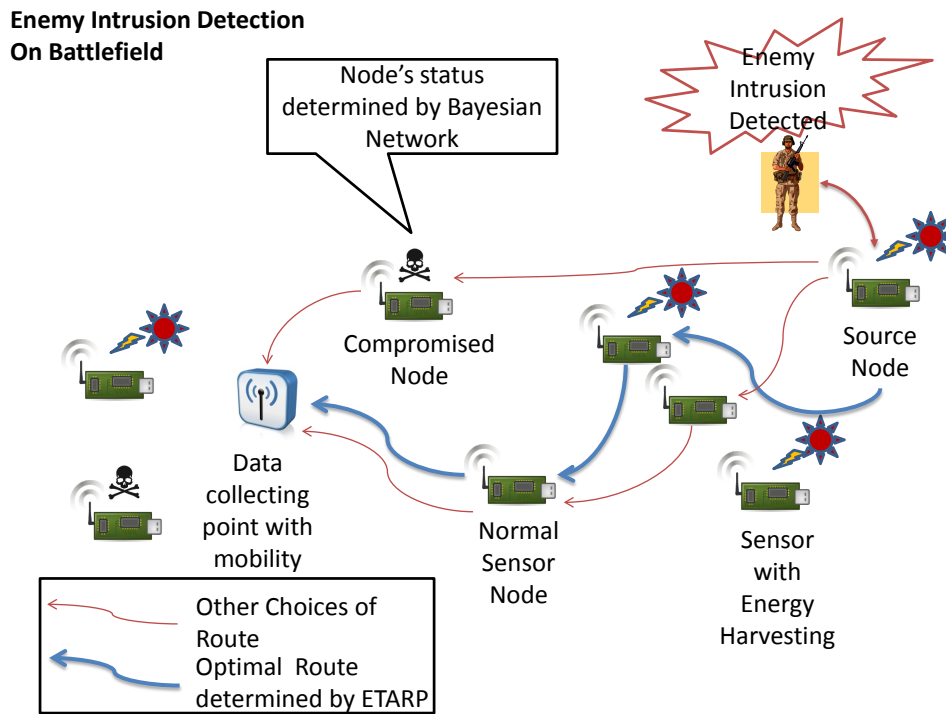 Enemy Intrusion Detection
On Battlefield
Node's status
determined by Bayesian
Network
Enemy
Intrusion
Detected
Compromised
Node
Source
Node
Data
collecting
point with
mobility
Normal
Sensor
Node
Sensor
with
Energy
Harvesting
Other Choices of
Route
Optimal Route
determined by ETARP